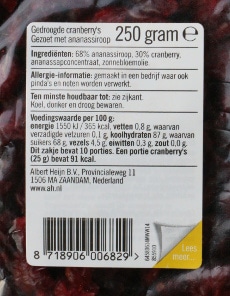 Gedroogde cranberry's
Gezoet met ananassiroop
250 gram ℮
Ingrediënten: 68% ananassiroop, 30% cranberry,
ananassapconcentraat, zonnebloemolie.
Allergie-informatie: gemaakt in een bedrijf waar ook
pinda's en noten worden verwerkt.
Ten minste houdbaar tot: zie zijkant.
Koel, donker en droog bewaren.
Voedingswaarde per 100 g:
energie 1550 kJ / 365 kcal, vetten 0,8 g, waarvan
verzadigde vetzuren 0,1 g, koolhydraten 87 g, waarvan
suikers 68 g, vezels 4,5 g, eiwitten 0,3 g, zout 0,0 g.
Dit zakje bevat 10 porties. Een portie cranberry's
(25 g) bevat 91 kcal.
Albert Heijn B.V., Provincialeweg 11
1506 MA ZAANDAM, Nederland
www.ah.nl
8 718906 006829 >
Lees
meer...